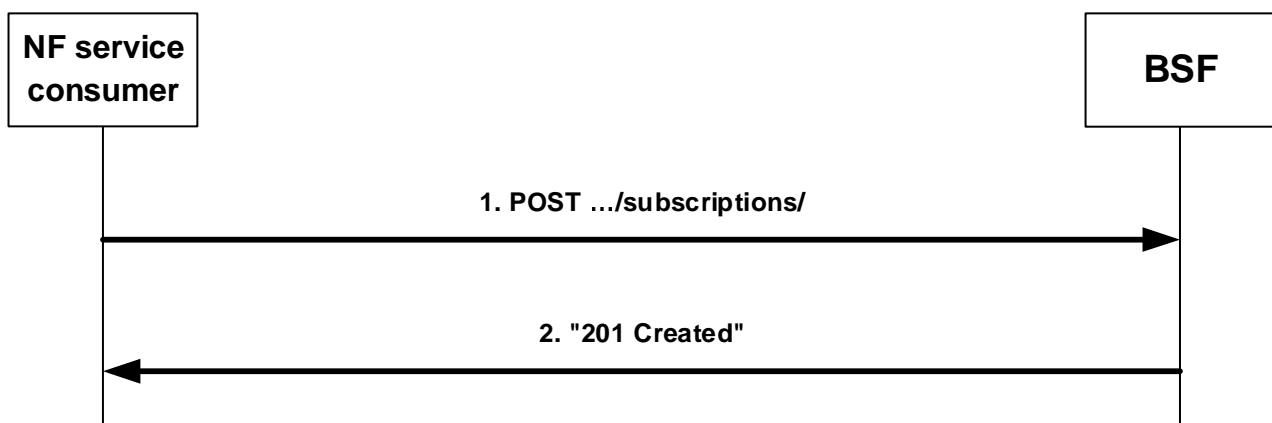 NF service
consumer
BSF
1. POST …/subscriptions/
2. "201 Created"